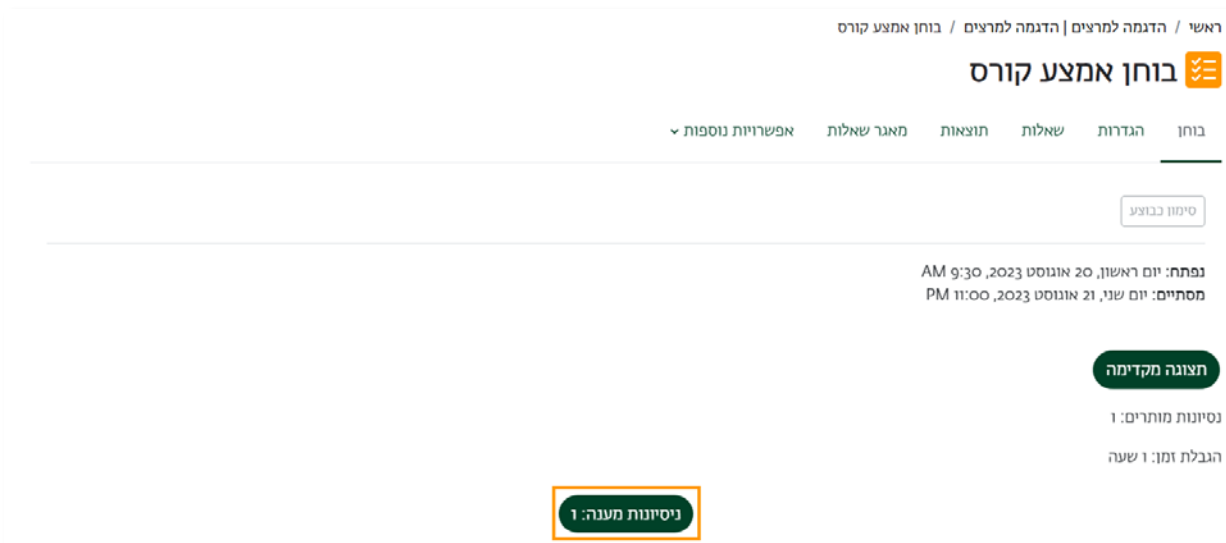 ראשי / הדגמה למרצים | הדגמה למרצים / בוחן אמצע קורס
בוחן אמצע קורס
בוחן הגדרות שאלות תוצאות מאגר שאלות אפשרויות נוספות
סימון כבוצע
נפתח: יום ראשון, 20 אוגוסט 2023, 9:30 AM
מסתיים: יום שני, 21 אוגוסט 2023, 11:00 PM
תצוגה מקדימה
נסיונות מותרים: 1
הגבלת זמן: 1 שעה
ניסיונות מענה: 1